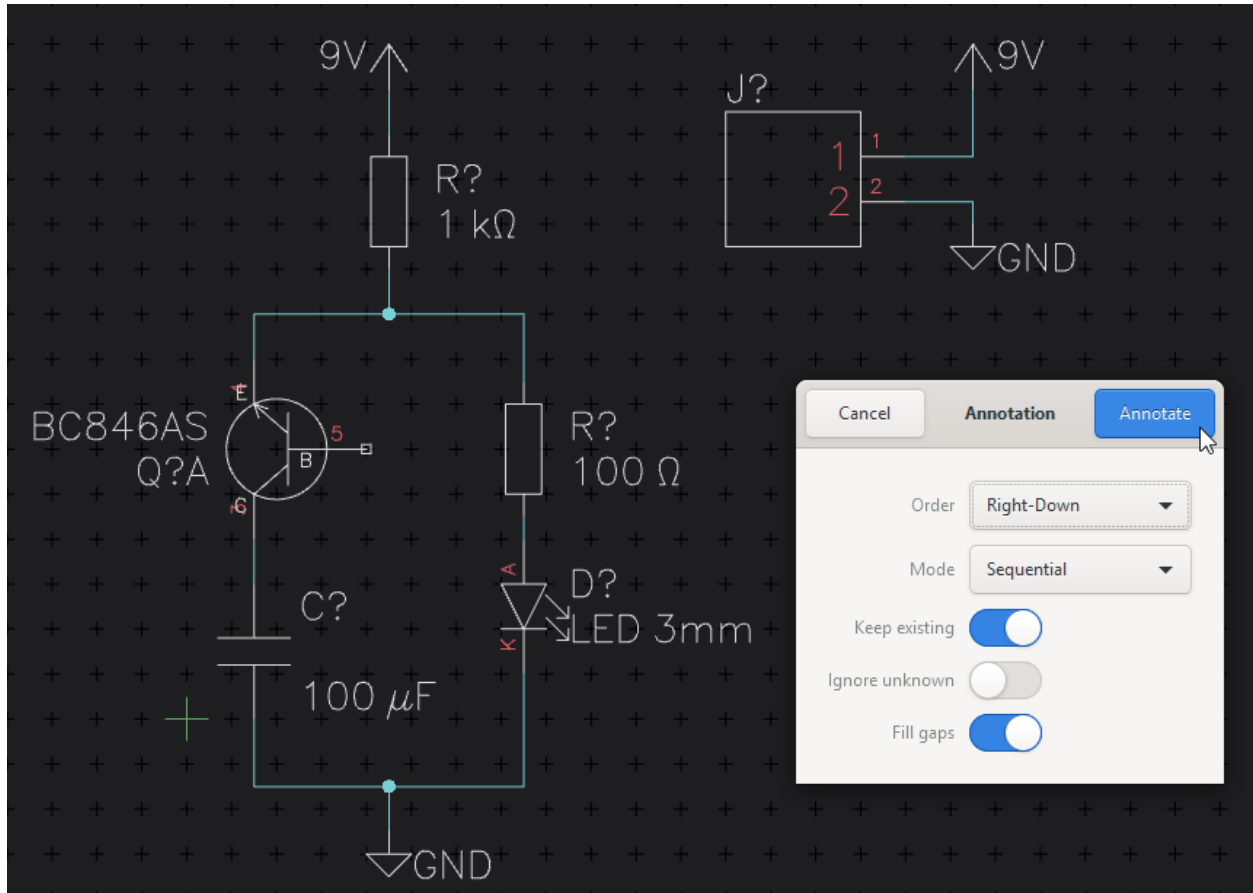 9V
R?
1 kΩ
J?
1
1
2
2
9V
GND
BC846AS
Q?A
E
B
5
6
R?
100 Ω
A
D?
LED 3mm
K
C?
100 µF
GND
Cancel
Annotation
Annotate
Order
Right-Down
Mode
Sequential
Keep existing
Ignore unknown
Fill gaps